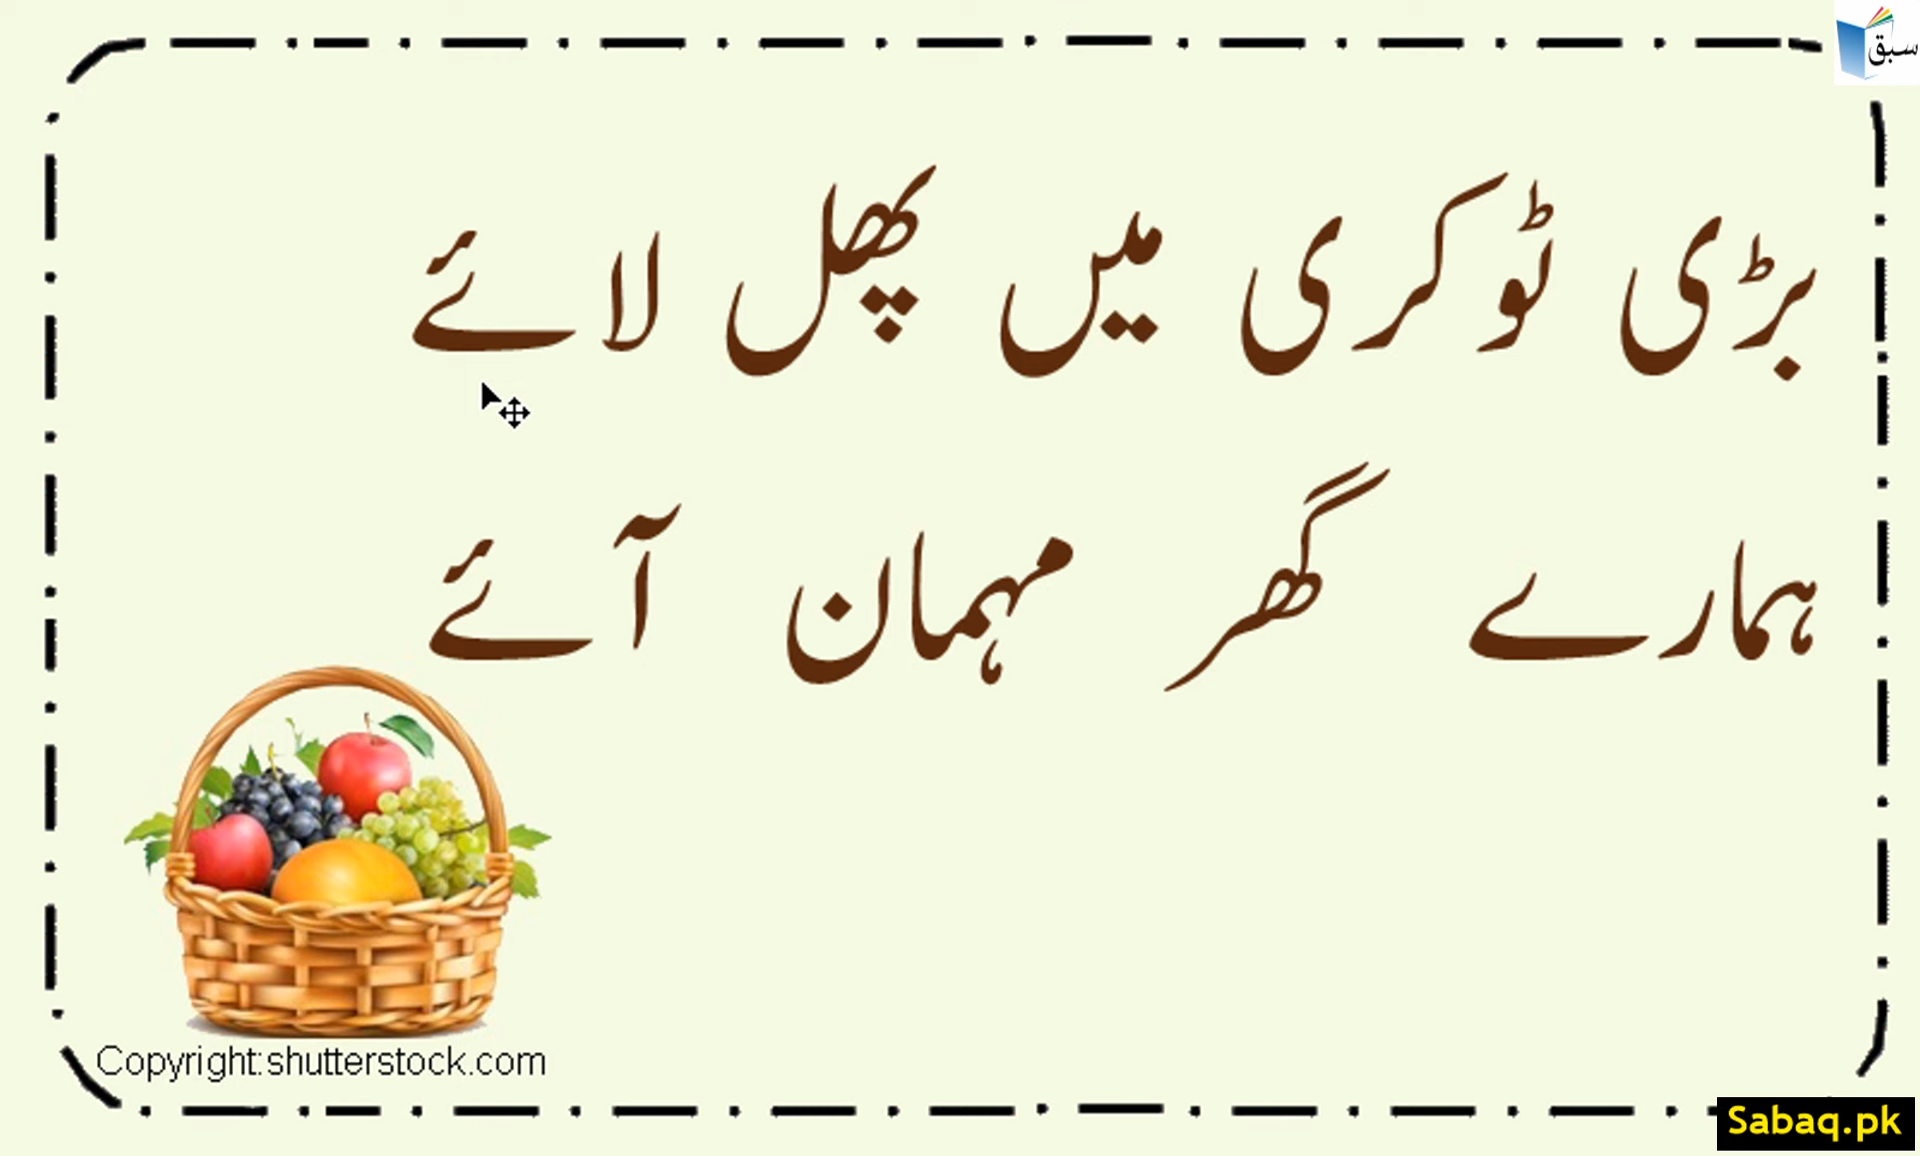 سبق
بڑی ٹوکری میں پھل لائے
ہمارے گھر مہمان آئے
Copyright:shutterstock.com
Sabaq.pk